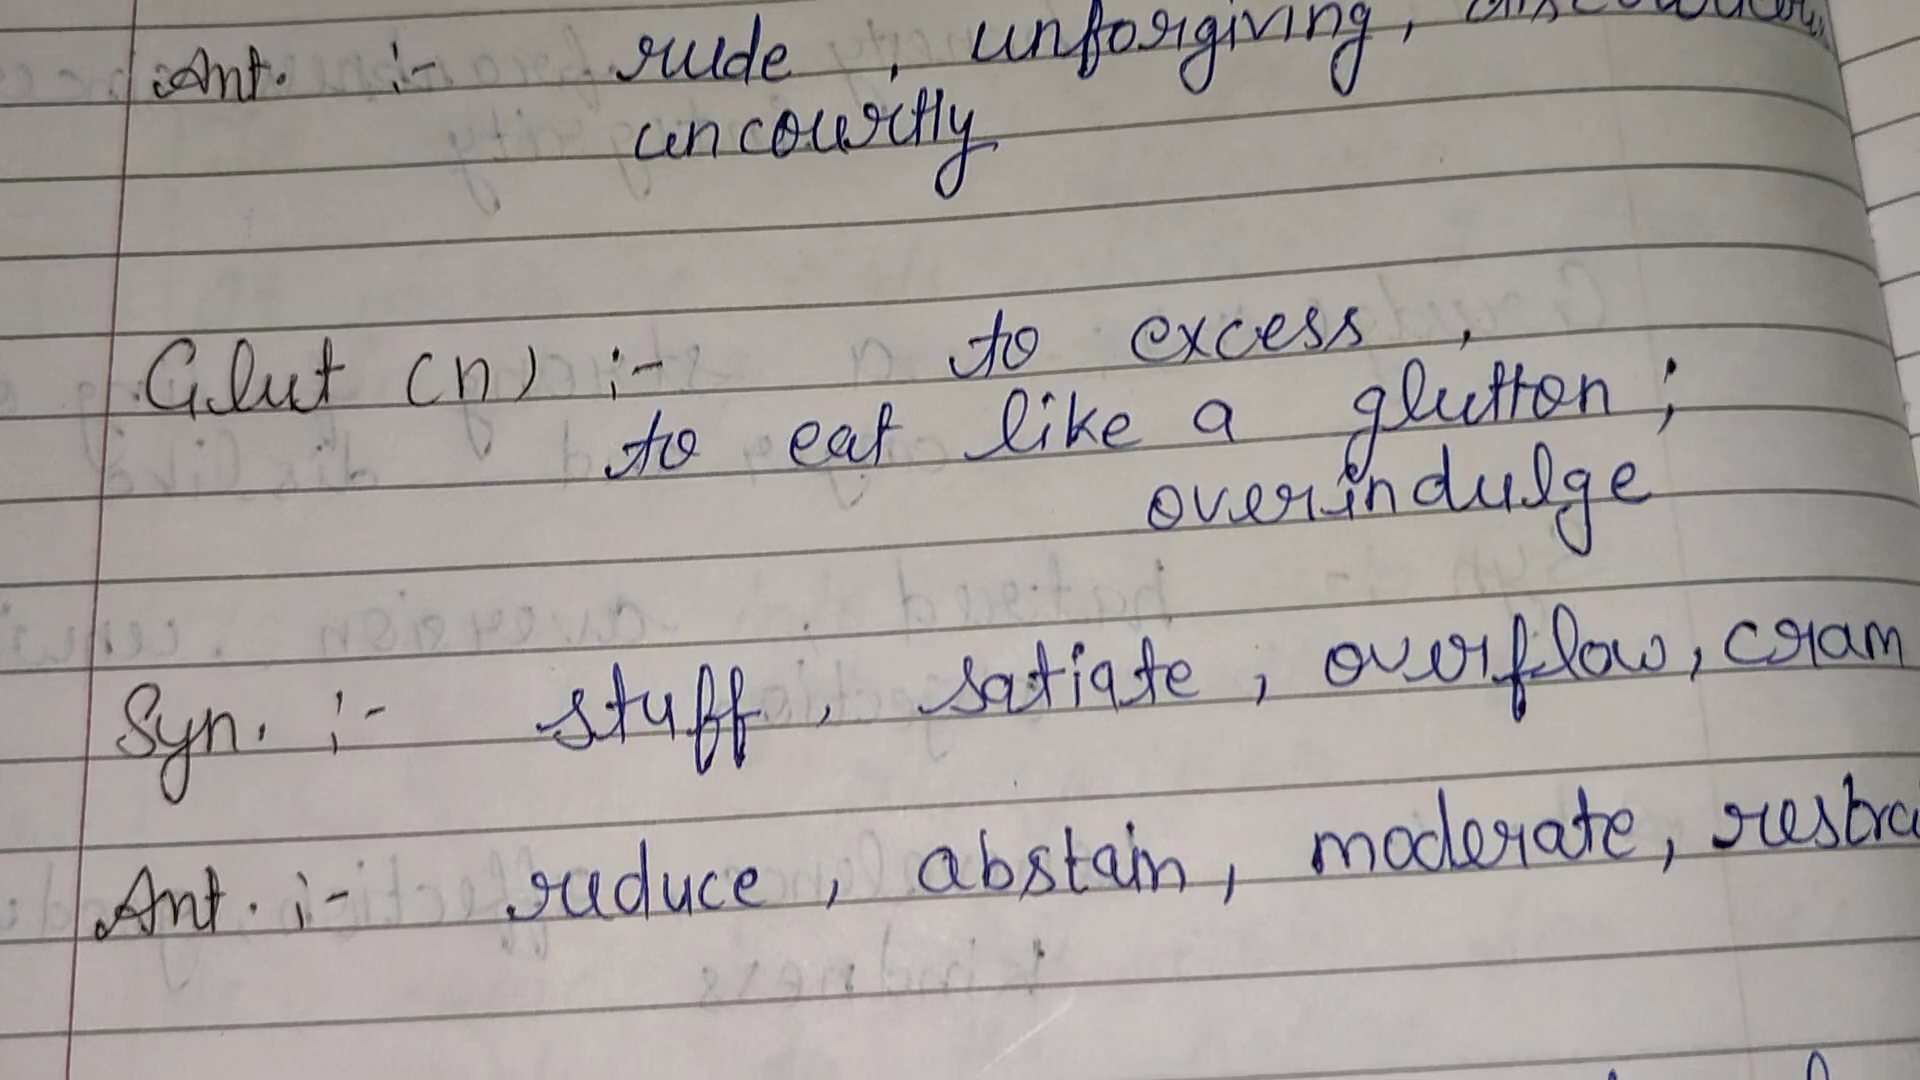 Ant. :- rude , unforgiving,
uncourtly
Glut (n) :- to excess ,
to eat like a glutton ;
overindulge
Syn. :- stuff , satiate , overflow, cram
Ant. :- reduce , abstain , moderate,